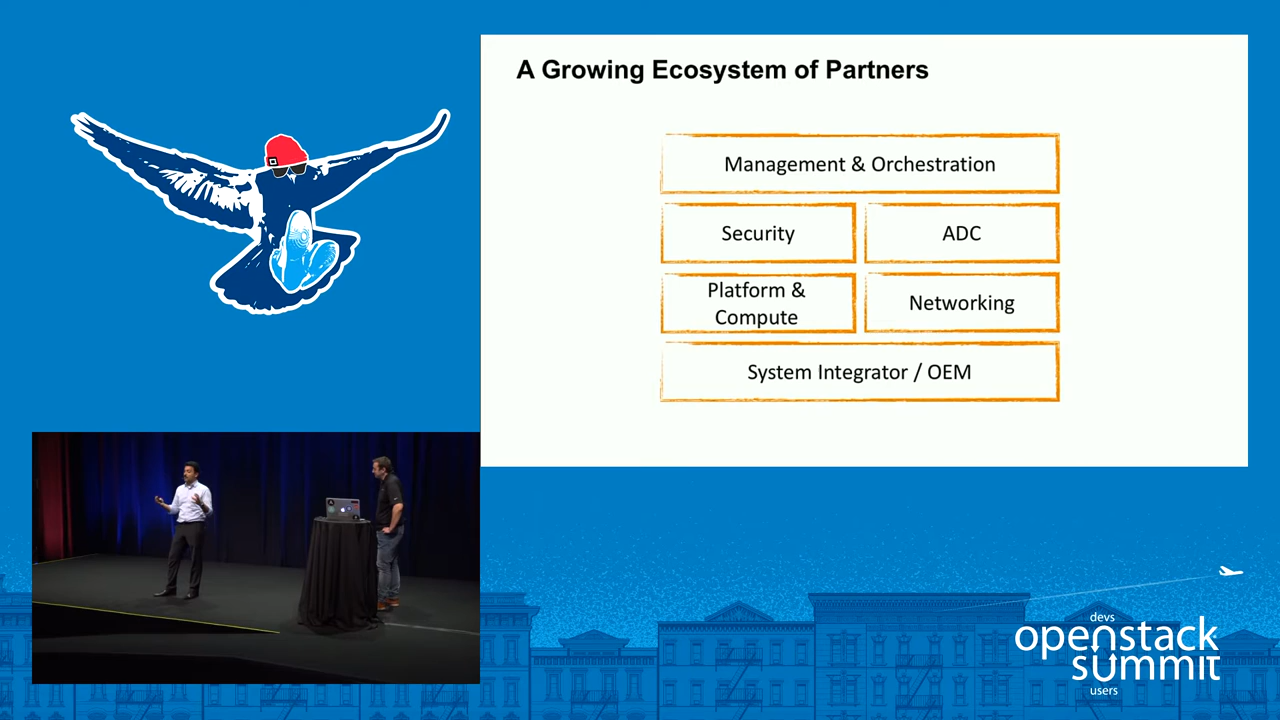 A Growing Ecosystem of Partners
Management & Orchestration
Security
ADC
Platform &
Compute
Networking
System Integrator / OEM
devs
openstack
summit
users